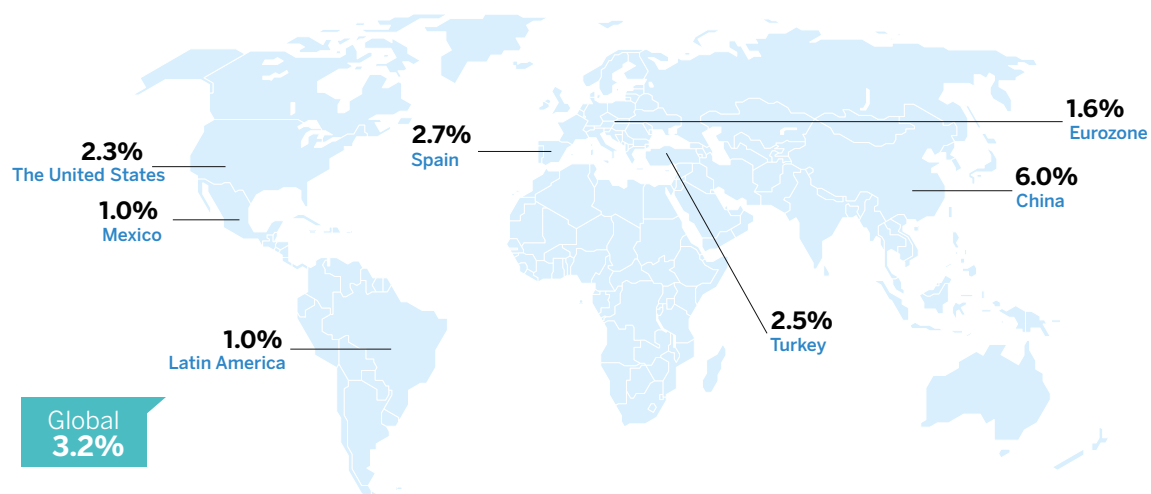 1.6%
Eurozone
2.7%
Spain
2.3%
The United States
6.0%
China
1.0%
Mexico
2.5%
Turkey
1.0%
Latin America
Global
3.2%